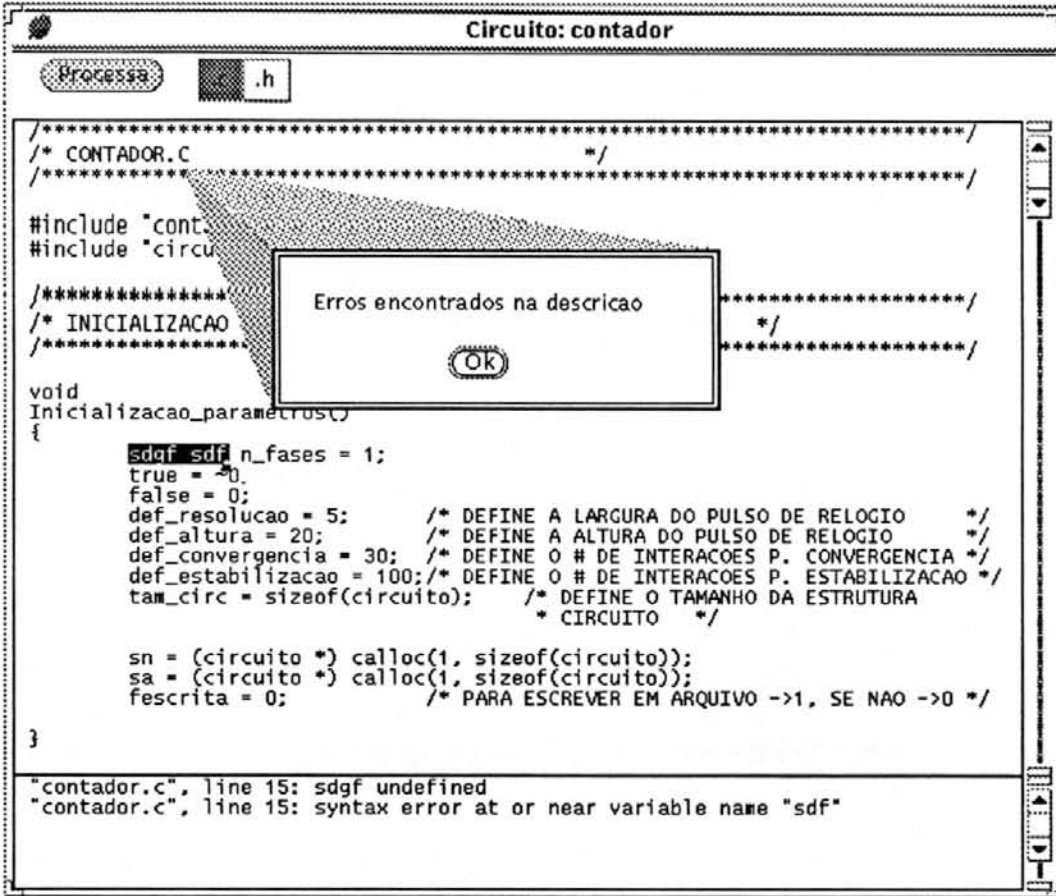 Circuito: contador
Processa .c .h
/***************************************************************************/
/* CONTADOR.C */
/***************************************************************************/
#include "cont
#include "circu
Erros encontrados na descricao
Ok
/* INICIALIZACAO */
void
Inicializacao_parametros()
{
sdgf sdf n_fases = 1;
true = ~0.
false = 0;
def_resolucao = 5; /* DEFINE A LARGURA DO PULSO DE RELOGIO */
def_altura = 20; /* DEFINE A ALTURA DO PULSO DE RELOGIO */
def_convergencia = 30; /* DEFINE O # DE INTERACOES P. CONVERGENCIA */
def_estabilizacao = 100;/* DEFINE O # DE INTERACOES P. ESTABILIZACAO */
tam_circ = sizeof(circuito); /* DEFINE O TAMANHO DA ESTRUTURA
* CIRCUITO */
sn = (circuito *) calloc(1, sizeof(circuito));
sa = (circuito *) calloc(1, sizeof(circuito));
fescrita = 0; /* PARA ESCREVER EM ARQUIVO ->1, SE NAO ->0 */
}
"contador.c", line 15: sdgf undefined
"contador.c", line 15: syntax error at or near variable name "sdf"